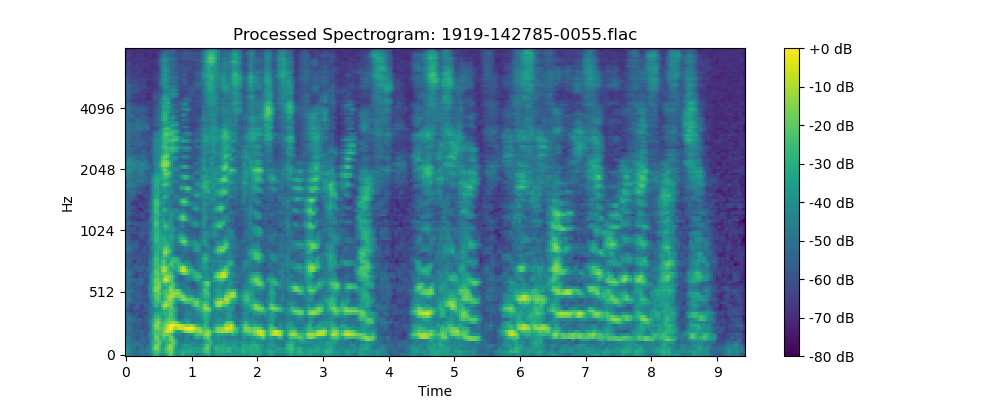 Processed Spectrogram: 1919-142785-0055.flac
Hz
4096
2048
1024
512
0
0 1 2 3 4 5 6 7 8 9
Time
+0 dB
-10 dB
-20 dB
-30 dB
-40 dB
-50 dB
-60 dB
-70 dB
-80 dB